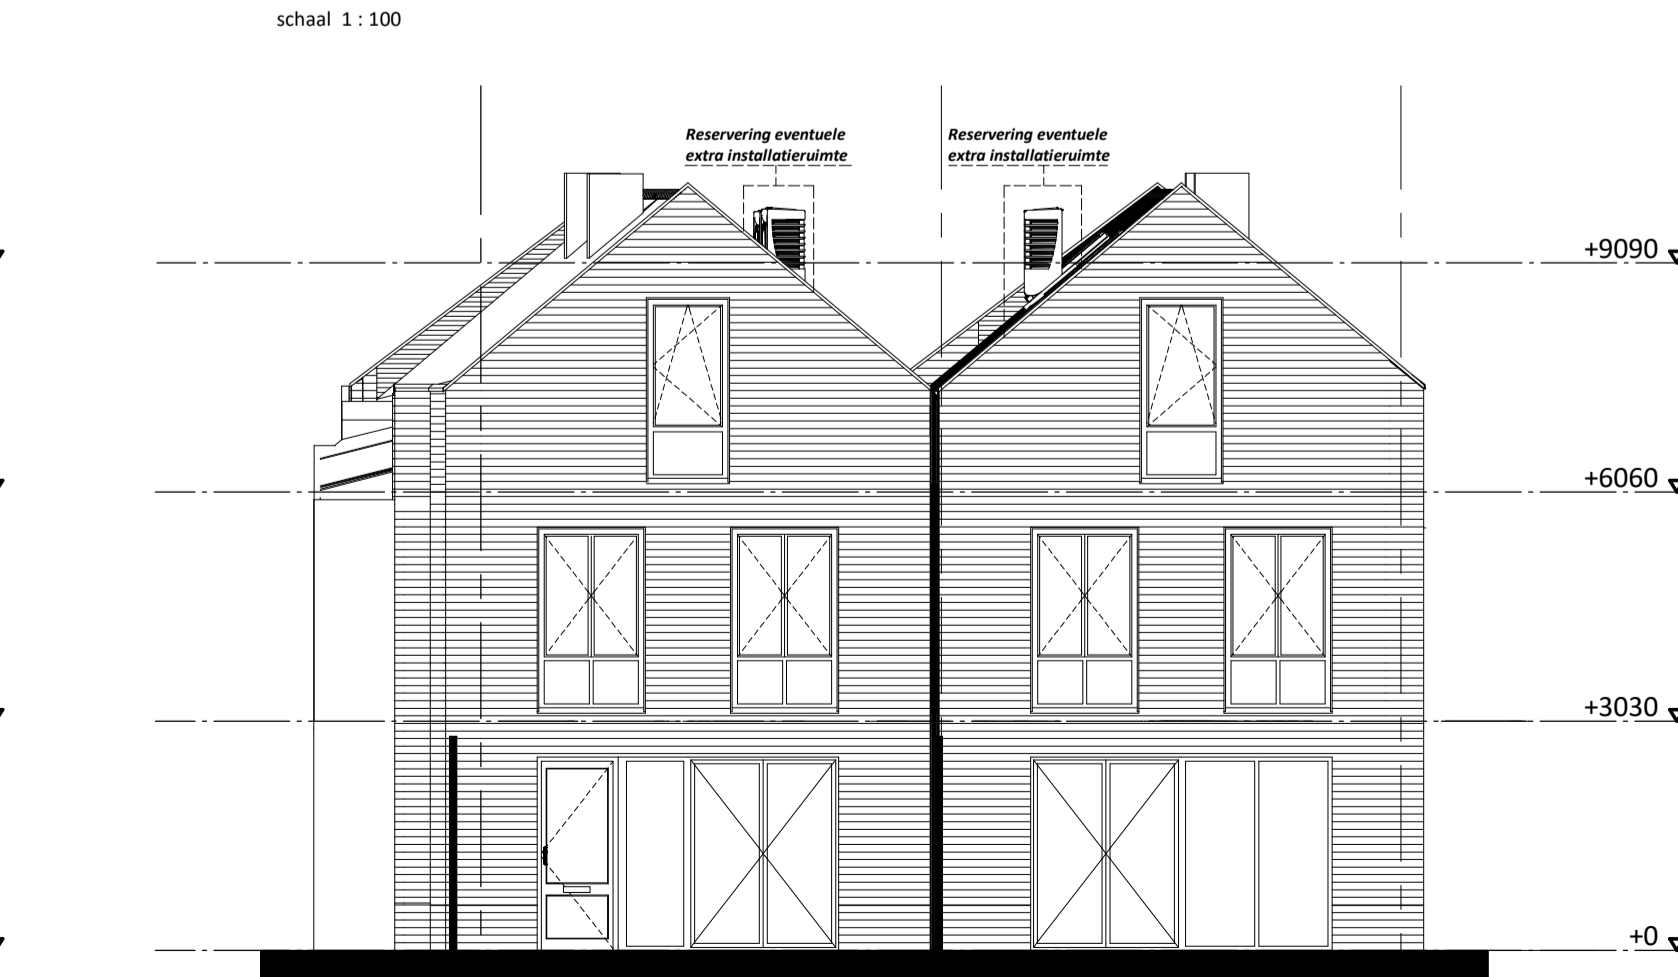 schaal 1 : 100
Reservering eventuele
extra installatieruimte
Reservering eventuele
extra installatieruimte
+9090
+6060
+3030
+0